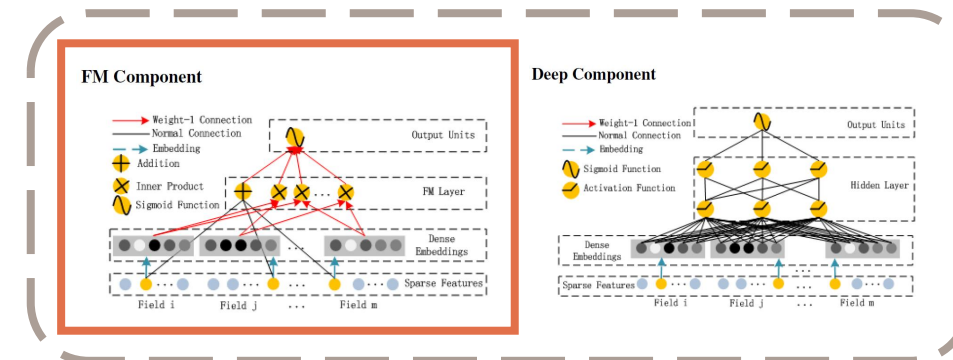 FM Component
Weight-1 Connection
Normal Connection
Embedding
Addition
Inner Product
Sigmoid Function
Output Units
FM Layer
...
Dense
Embeddings
...
Sparse Features
Field i
Field j
...
Field m
Deep Component
Weight-1 Connection
Normal Connection
Embedding
Sigmoid Function
Activation Function
Output Units
Hidden Layer
Dense
Embeddings
...
Sparse Features
Field i
Field j
...
Field m